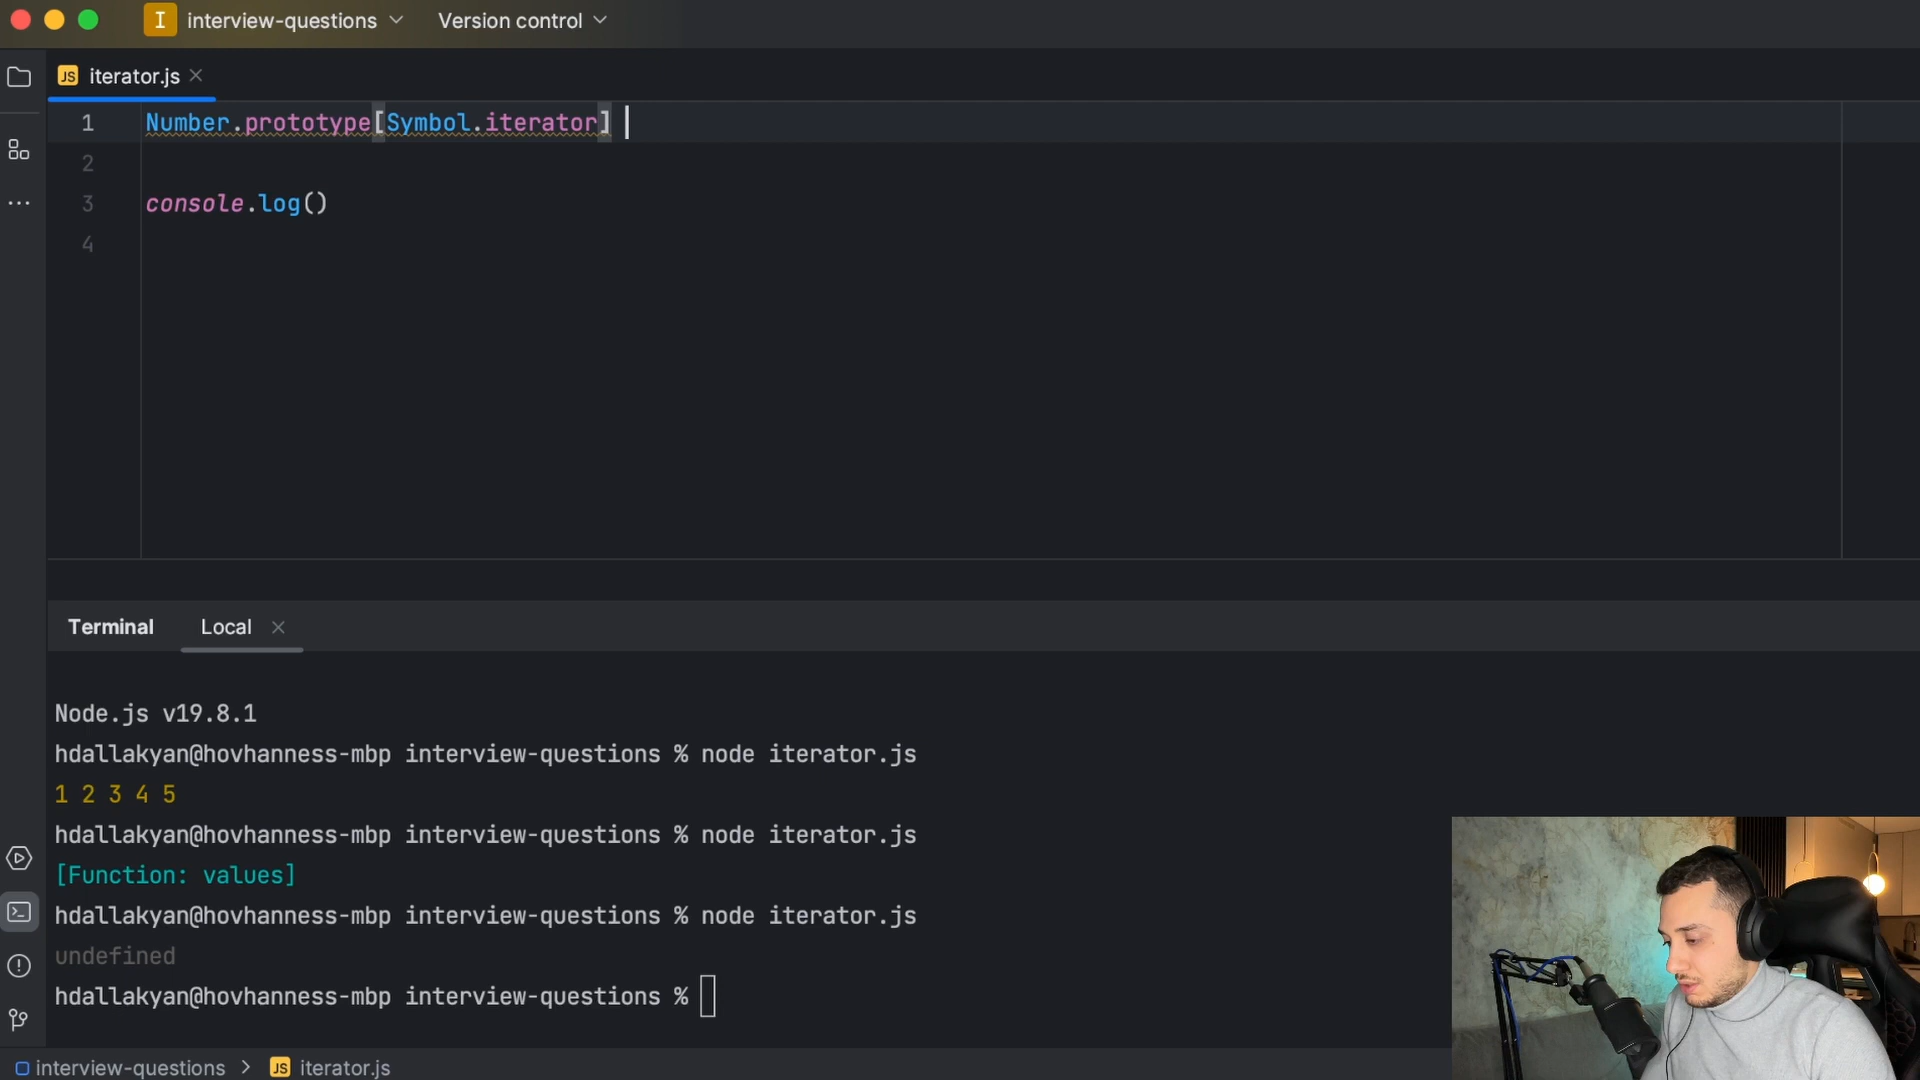 I interview-questions Version control
JS iterator.js
1 Number.prototype[Symbol.iterator]
2
3 console.log()
4
Terminal Local
Node.js v19.8.1
hdallakyan@hovhanness-mbp interview-questions % node iterator.js
1 2 3 4 5
hdallakyan@hovhanness-mbp interview-questions % node iterator.js
[Function: values]
hdallakyan@hovhanness-mbp interview-questions % node iterator.js
undefined
hdallakyan@hovhanness-mbp interview-questions %
interview-questions > JS iterator.js